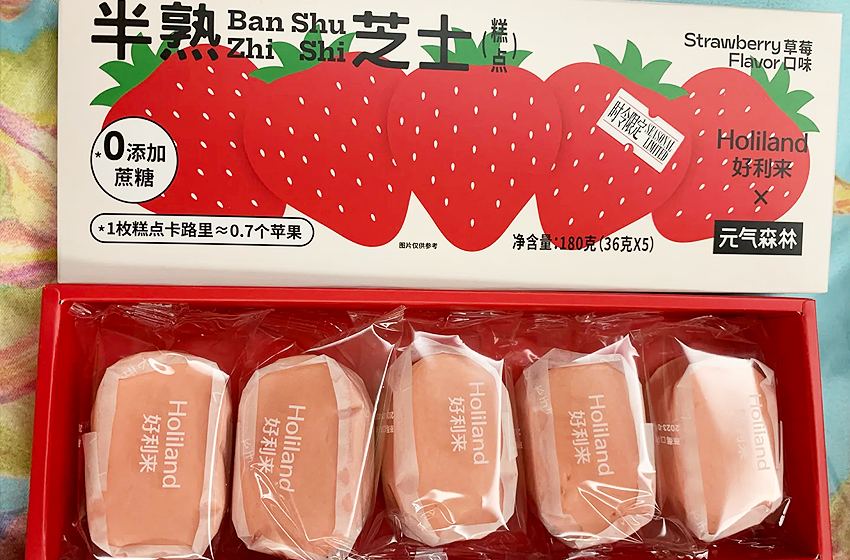 半熟芝士(糕点)
Ban Shu
Zhi Shi
Strawberry 草莓
Flavor 口味
时令限定 SEASONAL
LIMITED
*0添加
蔗糖
Holiland
好利来
×
元气森林
*1枚糕点卡路里≈0.7个苹果
图片仅供参考
净含量:180克(36克X5)
Holiland
好利来
Holiland
好利来
Holiland
好利来
Holiland
好利来
Holiland
好利来